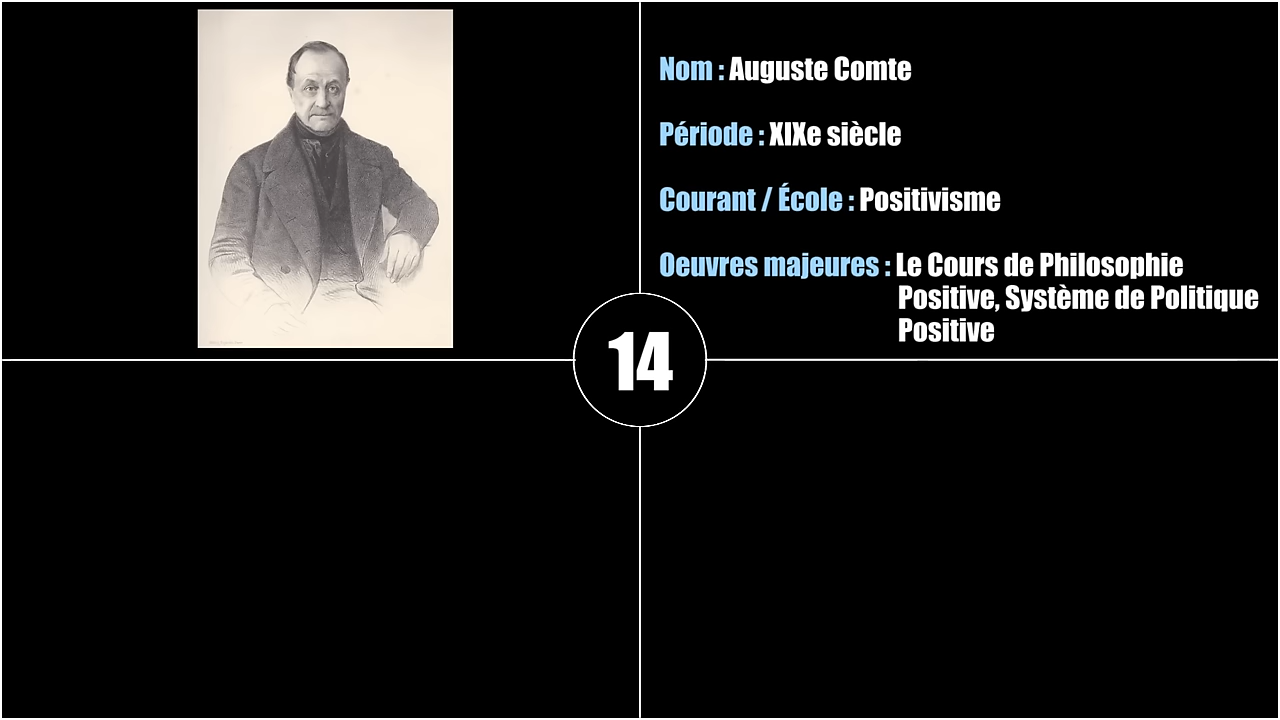 Nom : Auguste Comte
Période : XIXe siècle
Courant / École : Positivisme
Oeuvres majeures : Le Cours de Philosophie
Positive, Système de Politique
Positive
14